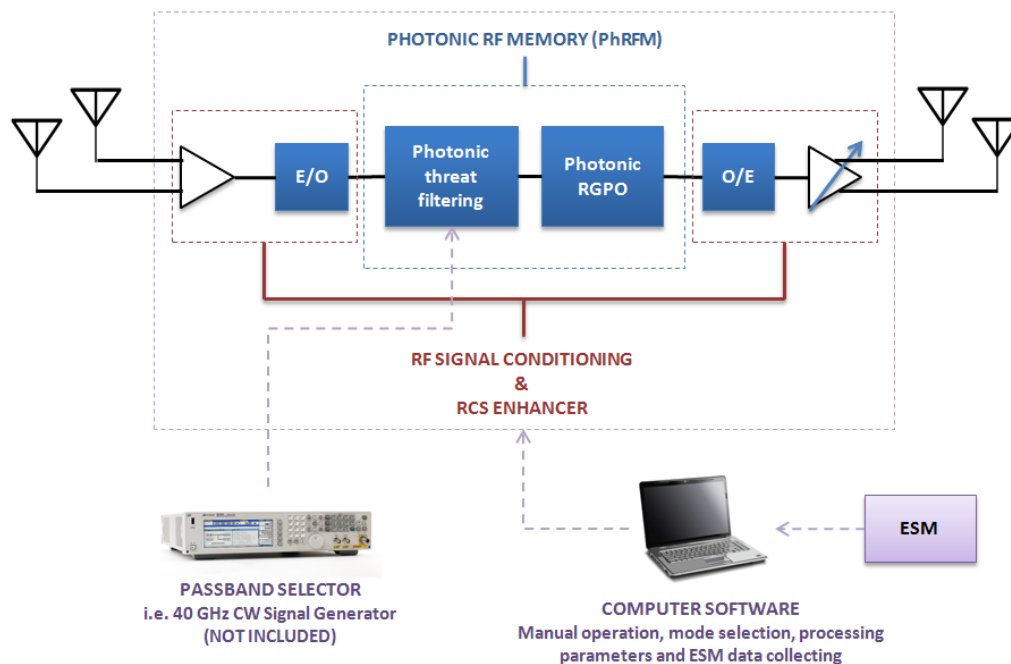 PHOTONIC RF MEMORY (PhRFM)
E/O
Photonic
threat
filtering
Photonic
RGPO
O/E
RF SIGNAL CONDITIONING
&
RCS ENHANCER
ESM
PASSBAND SELECTOR
i.e. 40 GHz CW Signal Generator
(NOT INCLUDED)
COMPUTER SOFTWARE
Manual operation, mode selection, processing
parameters and ESM data collecting